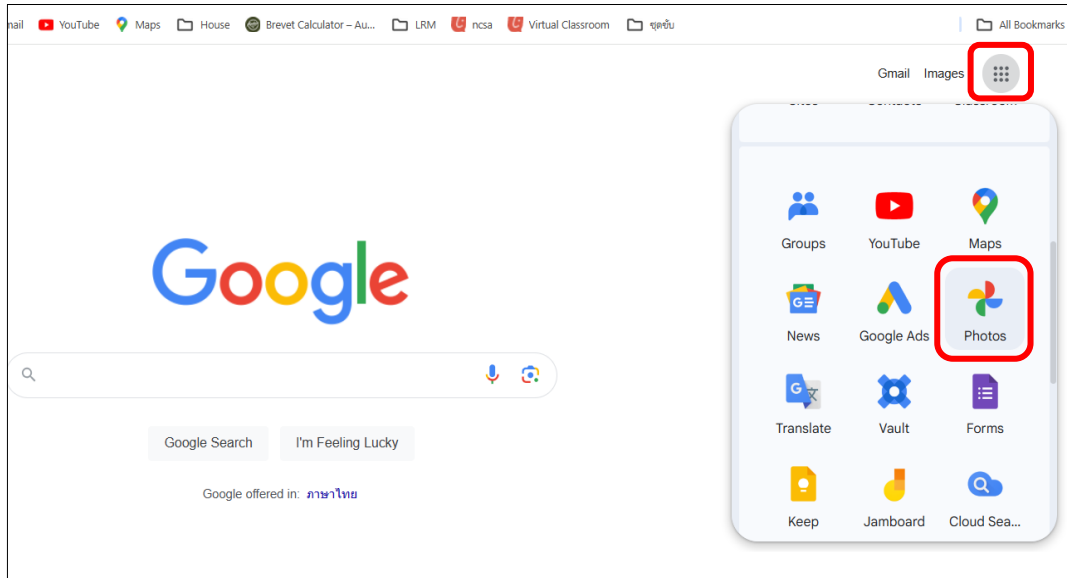 nail YouTube Maps House Brevet Calculator – Au... LRM ncsa Virtual Classroom ชุดขับ All Bookmarks
Gmail Images
Groups YouTube Maps
Google
News Google Ads Photos
Translate Vault Forms
Google Search I'm Feeling Lucky
Google offered in: ภาษาไทย
Keep Jamboard Cloud Sea...